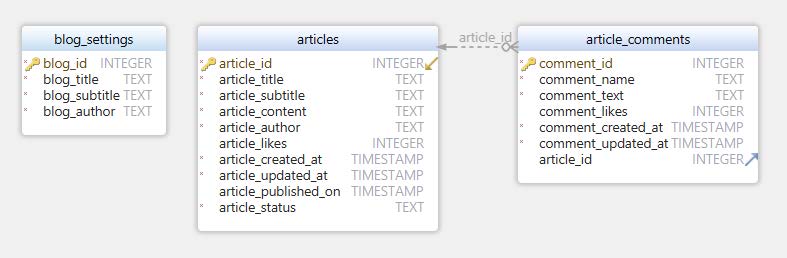 blog_settings
blog_id INTEGER
blog_title TEXT
blog_subtitle TEXT
blog_author TEXT
articles
article_id INTEGER
article_title TEXT
article_subtitle TEXT
article_content TEXT
article_author TEXT
article_likes INTEGER
article_created_at TIMESTAMP
article_updated_at TIMESTAMP
article_published_on TIMESTAMP
article_status TEXT
article_id
article_comments
comment_id INTEGER
comment_name TEXT
comment_text TEXT
comment_likes INTEGER
comment_created_at TIMESTAMP
comment_updated_at TIMESTAMP
article_id INTEGER